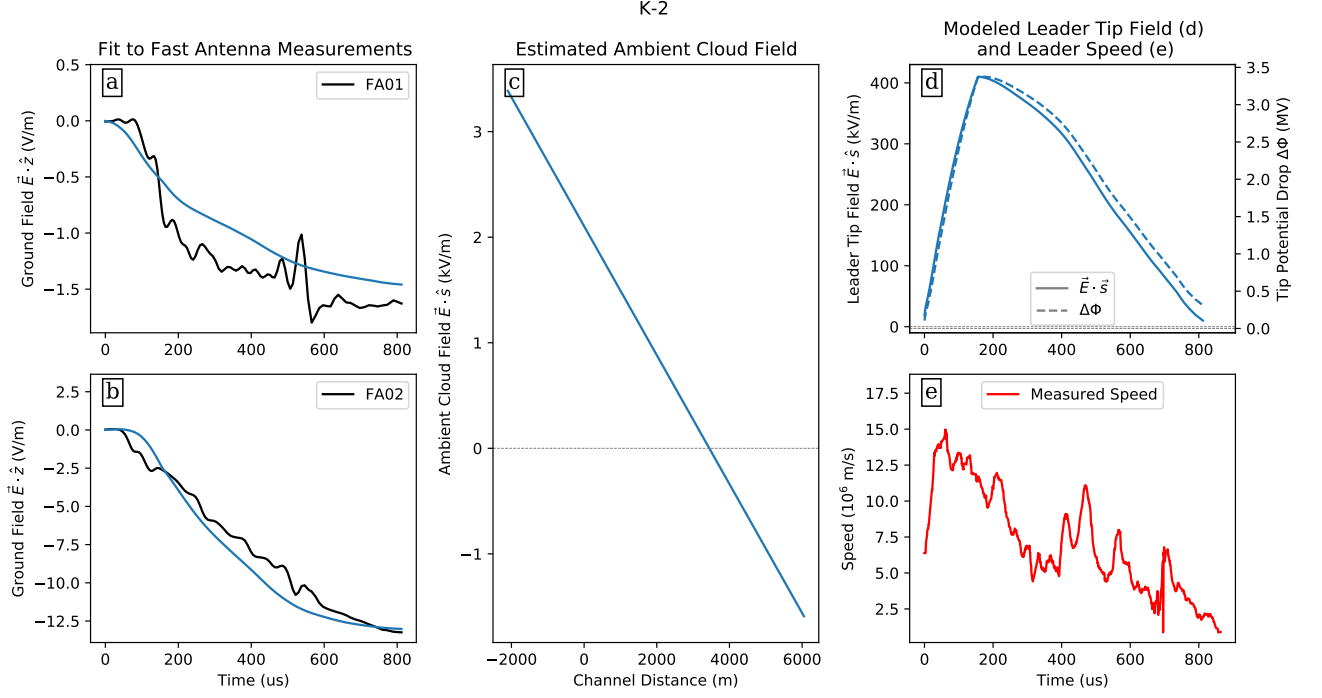 K-2
Fit to Fast Antenna Measurements
a
FA01
Ground Field E⃗ · ẑ (V/m)
0.5
0.0
−0.5
−1.0
−1.5
0 200 400 600 800
b
FA02
Ground Field E⃗ · ẑ (V/m)
2.5
0.0
−2.5
−5.0
−7.5
−10.0
−12.5
0 200 400 600 800
Time (us)
Estimated Ambient Cloud Field
c
Ambient Cloud Field E⃗ · ŝ (kV/m)
3
2
1
0
−1
−2000 0 2000 4000 6000
Channel Distance (m)
Modeled Leader Tip Field (d)
and Leader Speed (e)
d
Leader Tip Field E⃗ · ŝ (kV/m)
400
300
200
100
0
E⃗ · s⃗
ΔΦ
3.5
3.0
2.5
2.0
1.5
1.0
0.5
0.0
Tip Potential Drop ΔΦ (MV)
0 200 400 600 800
e
Measured Speed
Speed (10⁶ m/s)
17.5
15.0
12.5
10.0
7.5
5.0
2.5
0 200 400 600 800
Time (us)